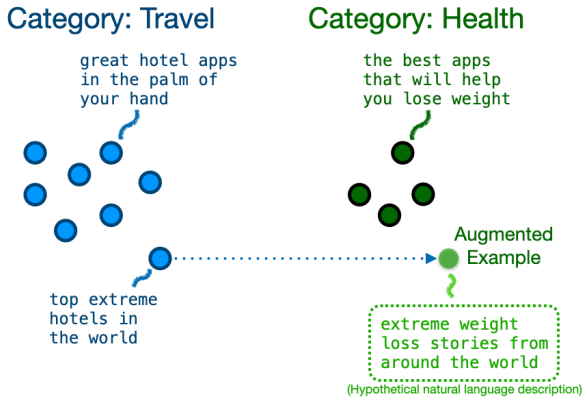 Category: Travel
great hotel apps
in the palm of
your hand
top extreme
hotels in
the world
Category: Health
the best apps
that will help
you lose weight
Augmented
Example
extreme weight
loss stories from
around the world
(Hypothetical natural language description)